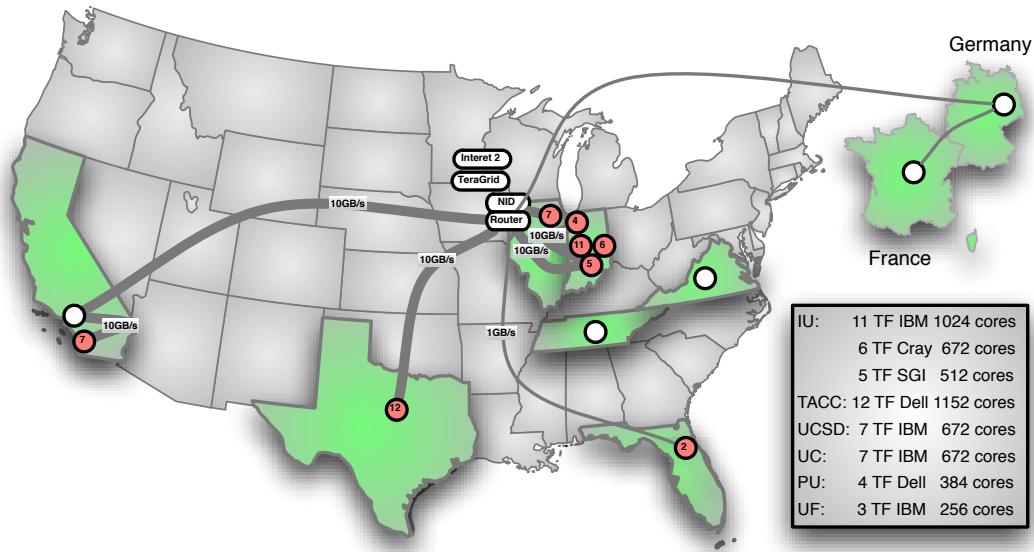 Germany
Interet 2
TeraGrid
NID
Router
10GB/s
7
4
10GB/s
11
6
10GB/s
5
10GB/s
France
10GB/s
7
1GB/s
12
2
IU: 11 TF IBM 1024 cores
6 TF Cray 672 cores
5 TF SGI 512 cores
TACC: 12 TF Dell 1152 cores
UCSD: 7 TF IBM 672 cores
UC: 7 TF IBM 672 cores
PU: 4 TF Dell 384 cores
UF: 3 TF IBM 256 cores